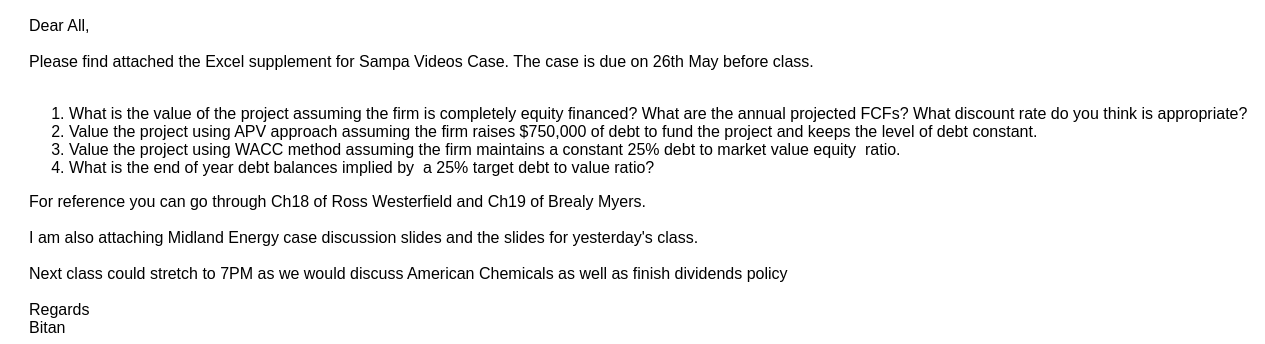 Dear All,
Please find attached the Excel supplement for Sampa Videos Case. The case is due on 26th May before class.
1. What is the value of the project assuming the firm is completely equity financed? What are the annual projected FCFs? What discount rate do you think is appropriate?
2. Value the project using APV approach assuming the firm raises $750,000 of debt to fund the project and keeps the level of debt constant.
3. Value the project using WACC method assuming the firm maintains a constant 25% debt to market value equity  ratio.
4. What is the end of year debt balances implied by  a 25% target debt to value ratio?
For reference you can go through Ch18 of Ross Westerfield and Ch19 of Brealy Myers.
I am also attaching Midland Energy case discussion slides and the slides for yesterday's class.
Next class could stretch to 7PM as we would discuss American Chemicals as well as finish dividends policy
Regards
Bitan